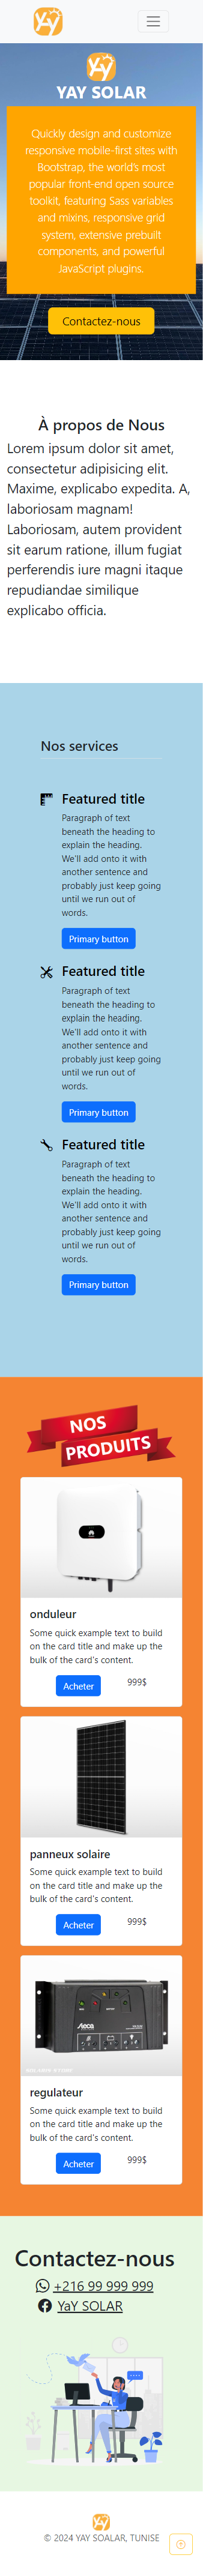 YAY
YAY
YAY SOLAR
Quickly design and customize
responsive mobile-first sites with
Bootstrap, the world's most
popular front-end open source
toolkit, featuring Sass variables
and mixins, responsive grid
system, extensive prebuilt
components, and powerful
JavaScript plugins.
Contactez-nous
À propos de Nous
Lorem ipsum dolor sit amet,
consectetur adipisicing elit.
Maxime, explicabo expedita. A,
laboriosam magnam!
Laboriosam, autem provident
sit earum ratione, illum fugiat
perferendis iure magni itaque
repudiandae similique
explicabo officia.
Nos services
Featured title
Paragraph of text
beneath the heading to
explain the heading.
We'll add onto it with
another sentence and
probably just keep going
until we run out of
words.
Primary button
Featured title
Paragraph of text
beneath the heading to
explain the heading.
We'll add onto it with
another sentence and
probably just keep going
until we run out of
words.
Primary button
Featured title
Paragraph of text
beneath the heading to
explain the heading.
We'll add onto it with
another sentence and
probably just keep going
until we run out of
words.
Primary button
NOS
PRODUITS
onduleur
Some quick example text to build
on the card title and make up the
bulk of the card's content.
Acheter 999$
panneux solaire
Some quick example text to build
on the card title and make up the
bulk of the card's content.
Acheter 999$
Steca
regulateur
Some quick example text to build
on the card title and make up the
bulk of the card's content.
Acheter 999$
Contactez-nous
+216 99 999 999
YaY SOLAR
YAY
© 2024 YAY SOALAR, TUNISE